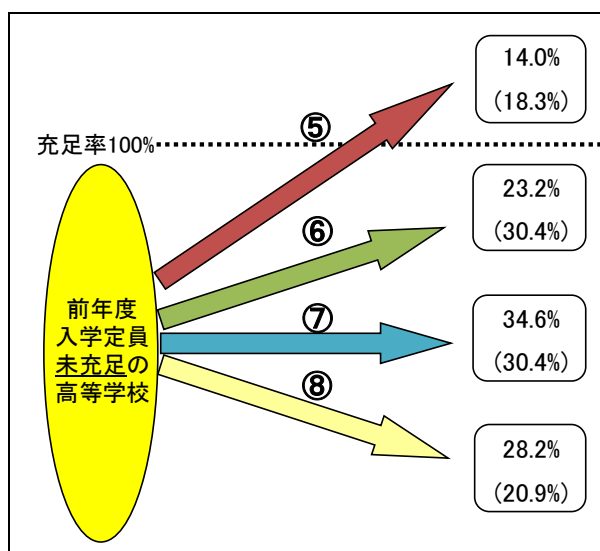 14.0%
(18.3%)
⑤
充足率100%
23.2%
(30.4%)
⑥
前年度
入学定員
未充足の
高等学校
⑦
34.6%
(30.4%)
⑧
28.2%
(20.9%)